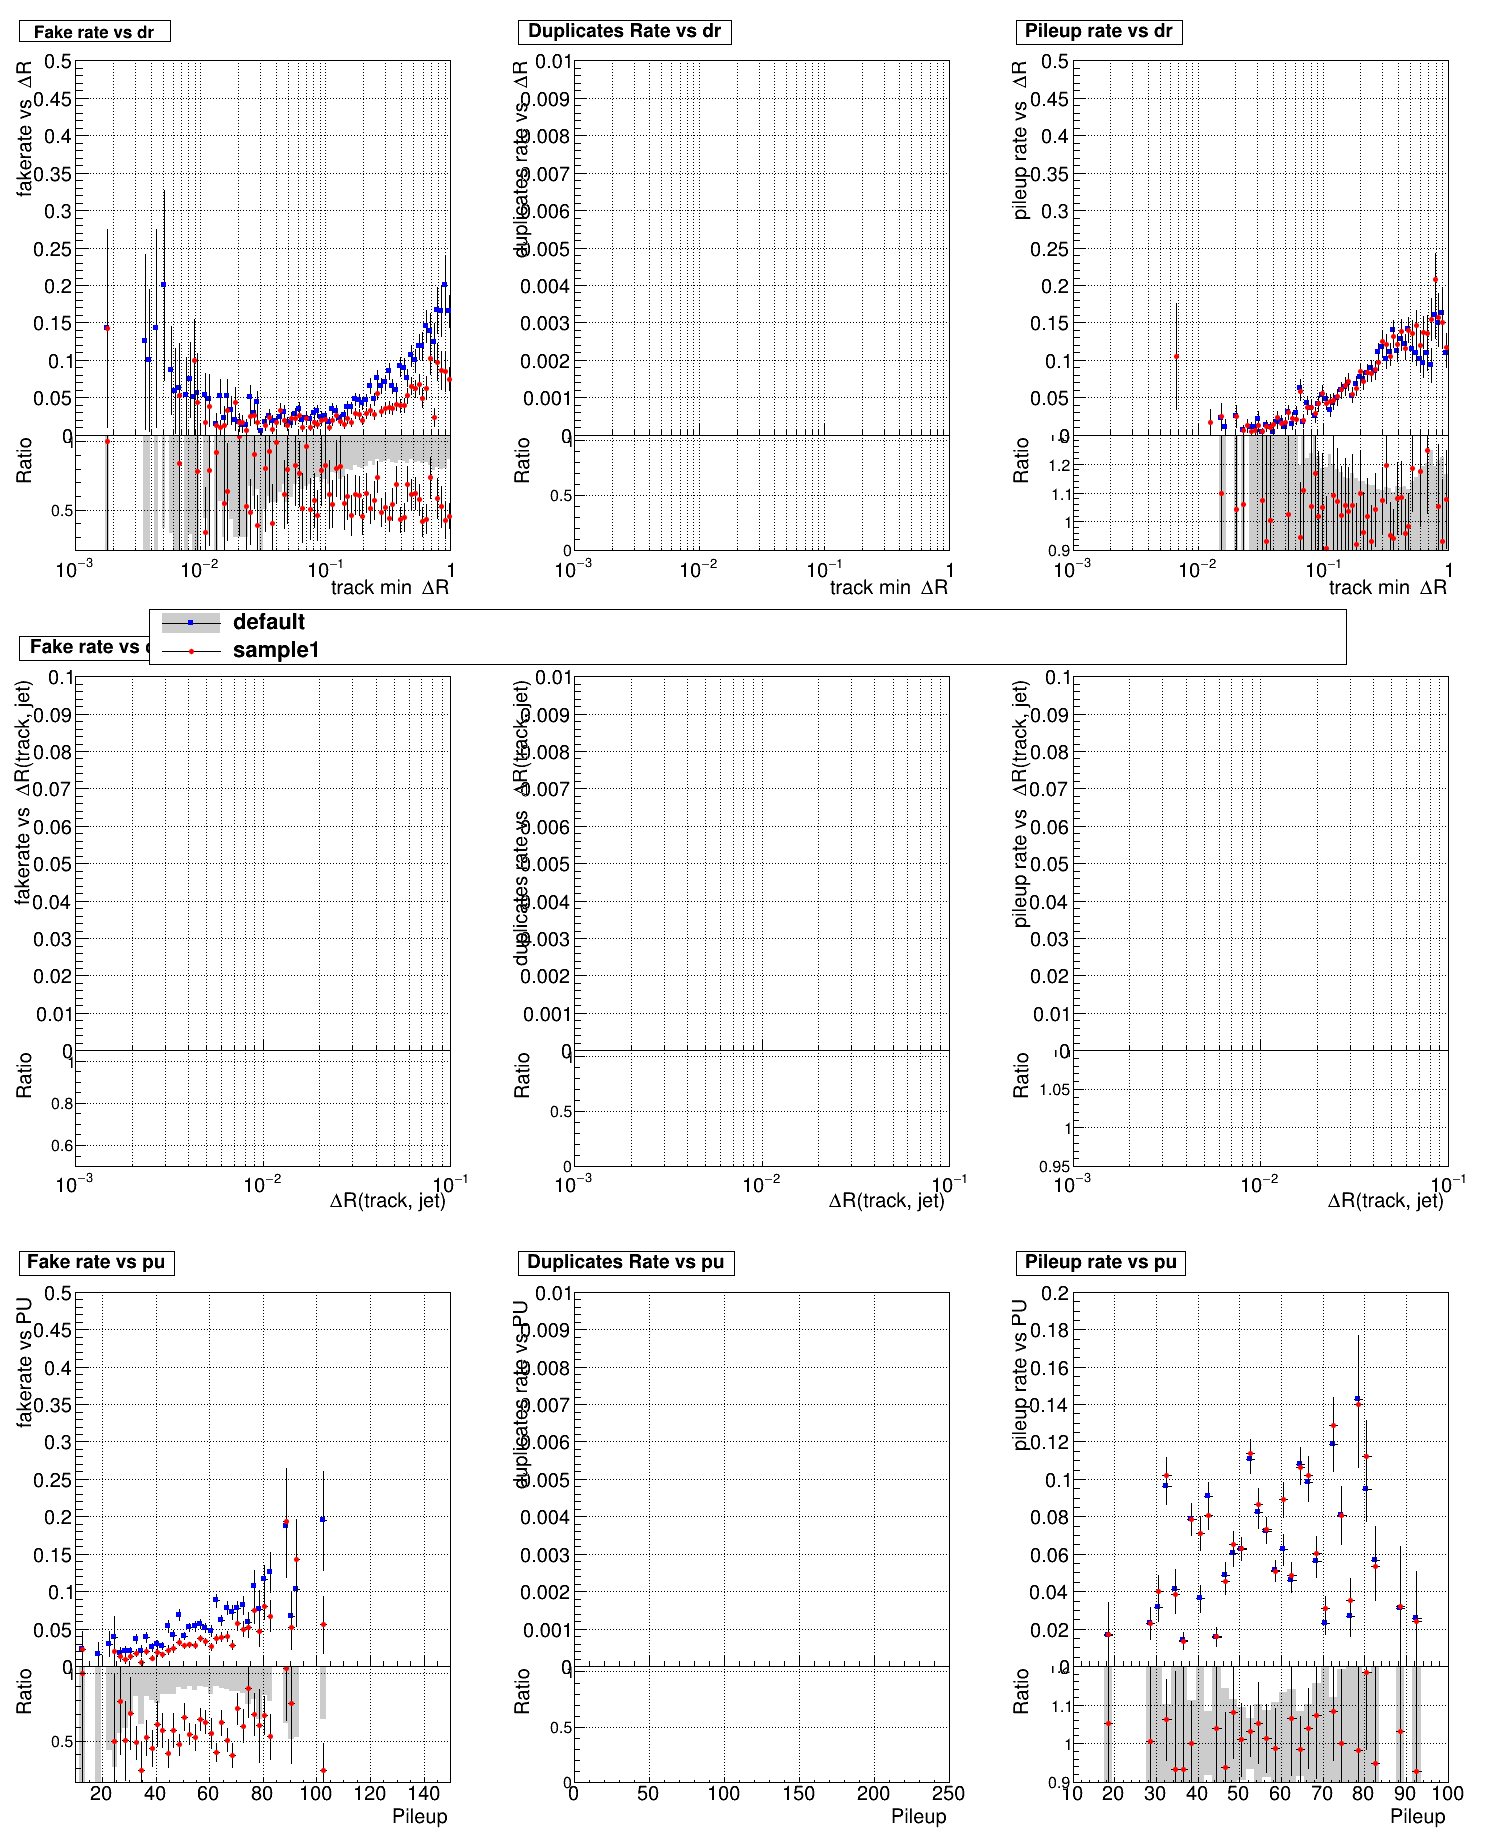 Fake rate vs dr
Duplicates Rate vs dr
Pileup rate vs dr
fakerate vs ΔR
0.5
0.45
0.4
0.35
0.3
0.25
0.2
0.15
0.1
0.05
0
Ratio
0.5
10⁻³ 10⁻² 10⁻¹ 1
track min ΔR
duplicates rate vs ΔR
0.01
0.009
0.008
0.007
0.006
0.005
0.004
0.003
0.002
0.001
0
Ratio
0.5
0
10⁻³ 10⁻² 10⁻¹ 1
track min ΔR
pileup rate vs ΔR
0.5
0.45
0.4
0.35
0.3
0.25
0.2
0.15
0.1
0.05
0
Ratio
1.2
1.1
1
0.9
10⁻³ 10⁻² 10⁻¹ 1
track min ΔR
default
sample1
Fake rate vs
fakerate vs ΔR(track, jet)
0.1
0.09
0.08
0.07
0.06
0.05
0.04
0.03
0.02
0.01
0
Ratio
0.8
0.6
10⁻³ 10⁻² 10⁻¹
ΔR(track, jet)
duplicates rate vs ΔR(track, jet)
0.01
0.009
0.008
0.007
0.006
0.005
0.004
0.003
0.002
0.001
0
Ratio
0.5
0
10⁻³ 10⁻² 10⁻¹
ΔR(track, jet)
pileup rate vs ΔR(track, jet)
0.1
0.09
0.08
0.07
0.06
0.05
0.04
0.03
0.02
0.01
0
Ratio
1.05
1
0.95
10⁻³ 10⁻² 10⁻¹
ΔR(track, jet)
Fake rate vs pu
Duplicates Rate vs pu
Pileup rate vs pu
fakerate vs PU
0.5
0.45
0.4
0.35
0.3
0.25
0.2
0.15
0.1
0.05
0
Ratio
0.5
20 40 60 80 100 120 140
Pileup
duplicates rate vs PU
0.01
0.009
0.008
0.007
0.006
0.005
0.004
0.003
0.002
0.001
0
Ratio
0.5
0
0 50 100 150 200 250
Pileup
pileup rate vs PU
0.2
0.18
0.16
0.14
0.12
0.1
0.08
0.06
0.04
0.02
0
Ratio
1.1
1
0.9
10 20 30 40 50 60 70 80 90 100
Pileup